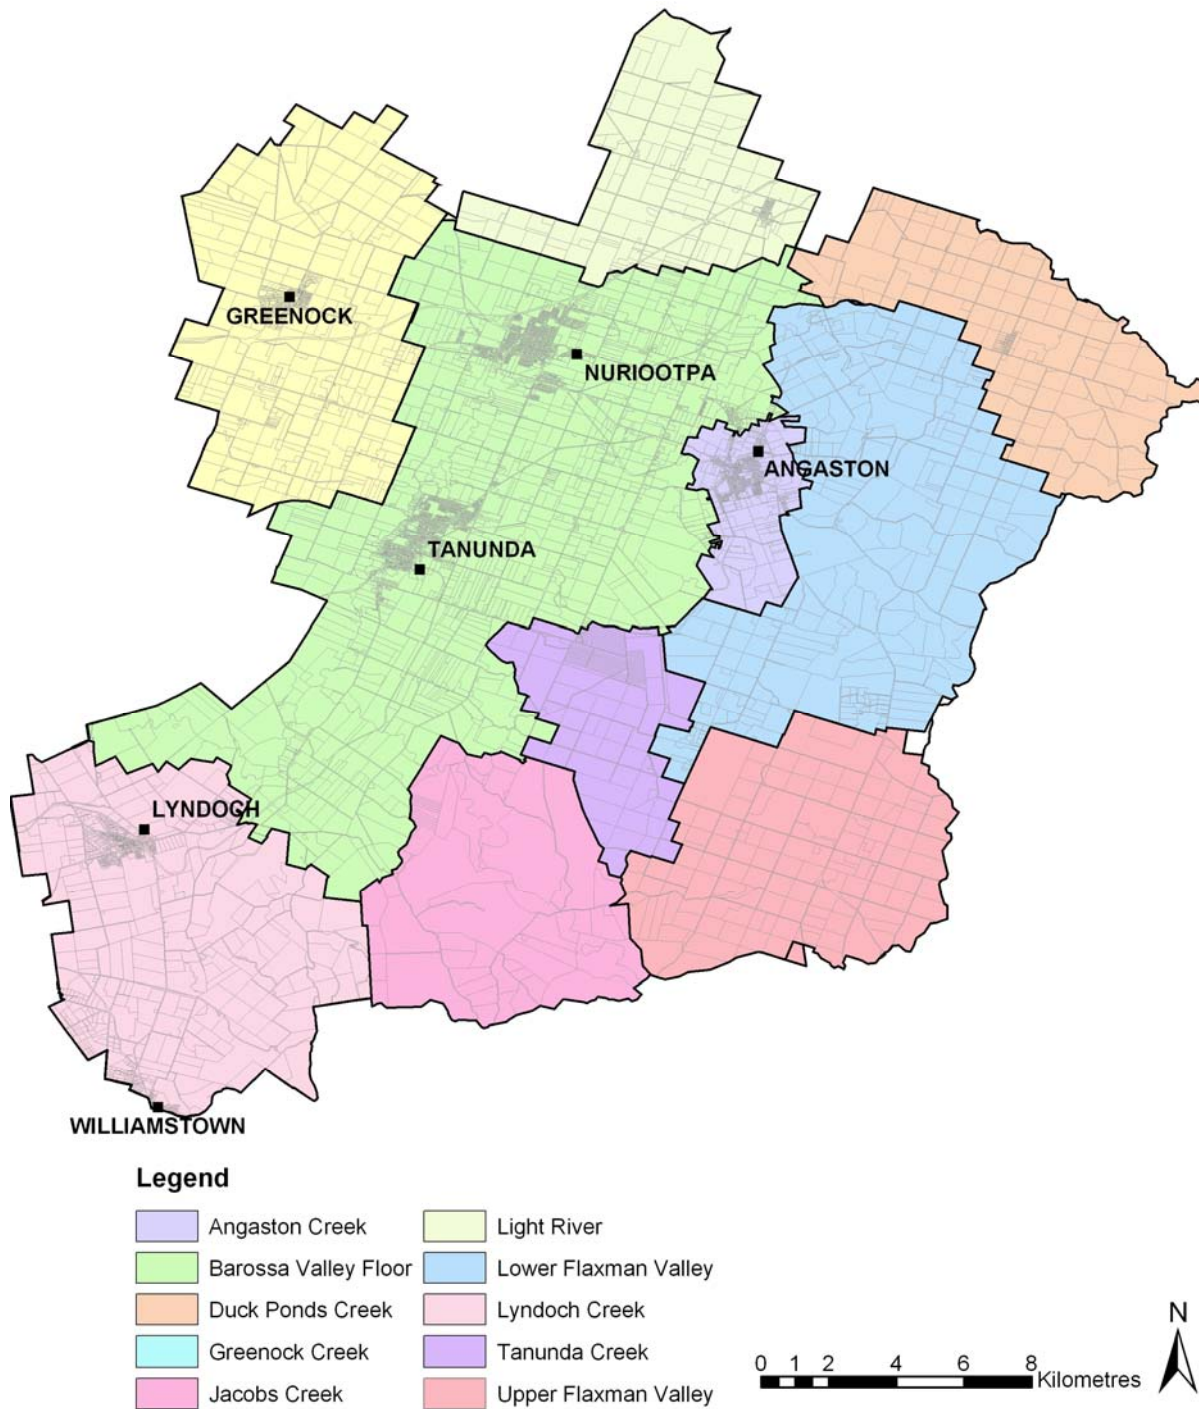 GREENOCK
NURIOOTPA
ANGASTON
TANUNDA
LYNDOCH
WILLIAMSTOWN
Legend
Angaston Creek
Light River
Barossa Valley Floor
Lower Flaxman Valley
Duck Ponds Creek
Lyndoch Creek
Greenock Creek
Tanunda Creek
Jacobs Creek
Upper Flaxman Valley
N
0 1 2 4 6 8
Kilometres